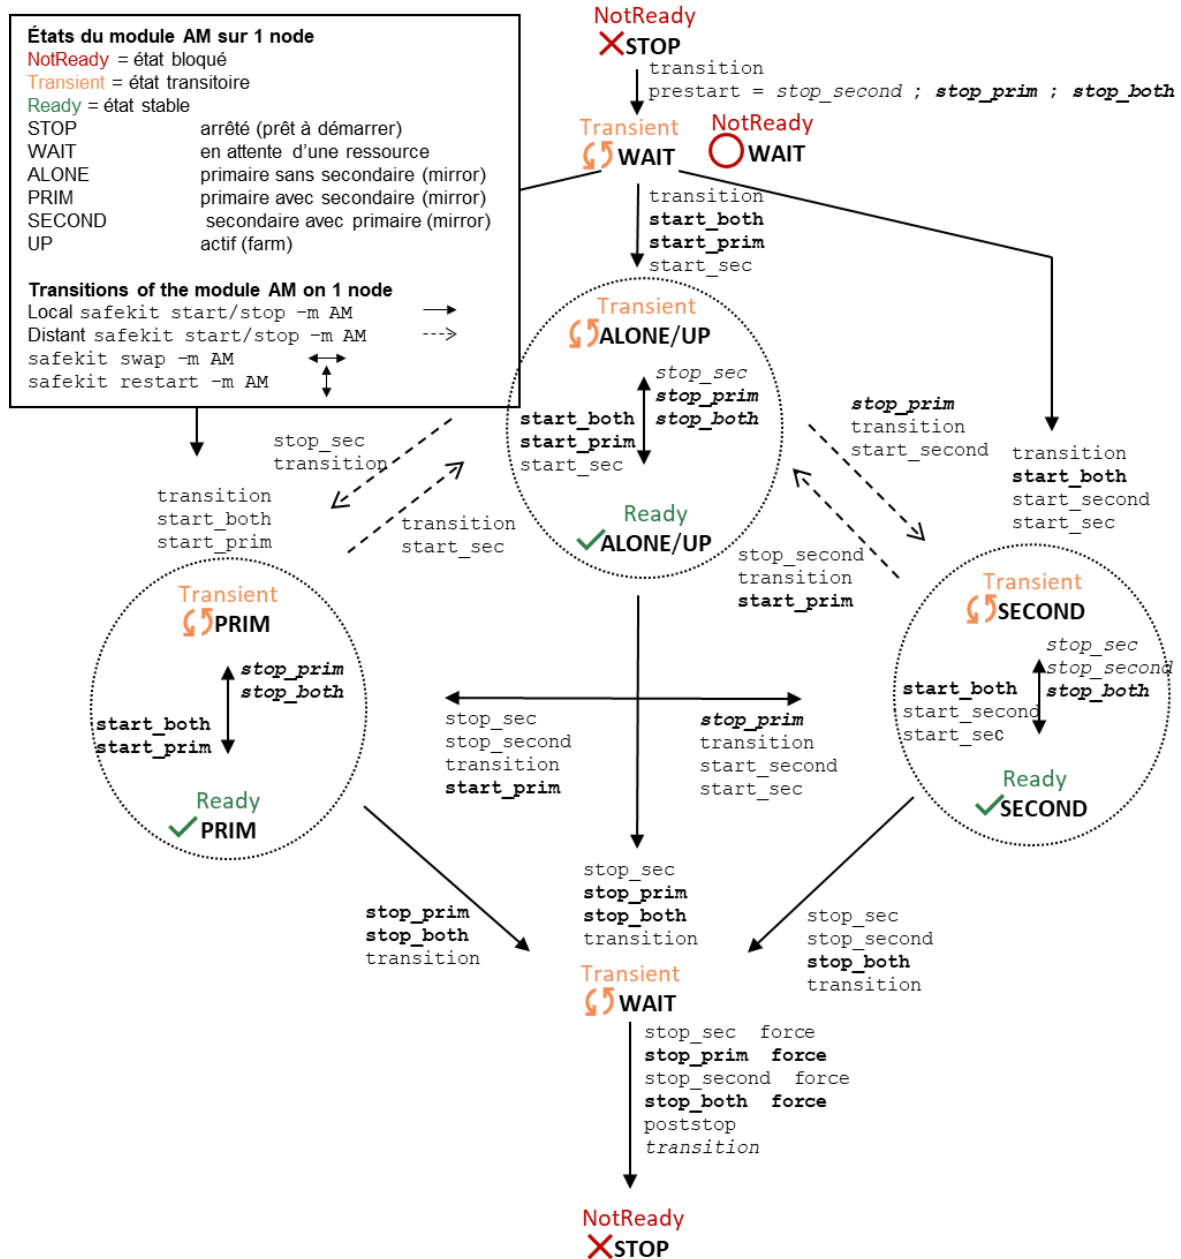 États du module AM sur 1 node
NotReady = état bloqué
Transient = état transitoire
Ready = état stable
STOP arrêté (prêt à démarrer)
WAIT en attente d'une ressource
ALONE primaire sans secondaire (mirror)
PRIM primaire avec secondaire (mirror)
SECOND secondaire avec primaire (mirror)
UP actif (farm)
Transitions of the module AM on 1 node
Local safekit start/stop -m AM
Distant safekit start/stop -m AM
safekit swap -m AM
safekit restart -m AM
NotReady
STOP
transition
prestart = stop_second ; stop_prim ; stop_both
Transient
WAIT
NotReady
WAIT
transition
start_both
start_prim
start_sec
Transient
ALONE/UP
stop_sec
stop_prim
stop_both
start_both
start_prim
start_sec
Ready
ALONE/UP
stop_sec
transition
transition
start_both
start_prim
transition
start_sec
stop_prim
transition
start_second
stop_second
transition
start_prim
transition
start_both
start_second
start_sec
Transient
PRIM
stop_prim
stop_both
start_both
start_prim
Ready
PRIM
Transient
SECOND
stop_sec
stop_second
stop_both
start_both
start_second
start_sec
Ready
SECOND
stop_sec
stop_second
transition
start_prim
stop_prim
transition
start_second
start_sec
stop_prim
stop_both
transition
stop_sec
stop_prim
stop_both
transition
stop_sec
stop_second
stop_both
transition
Transient
WAIT
stop_sec force
stop_prim force
stop_second force
stop_both force
poststop
transition
NotReady
STOP